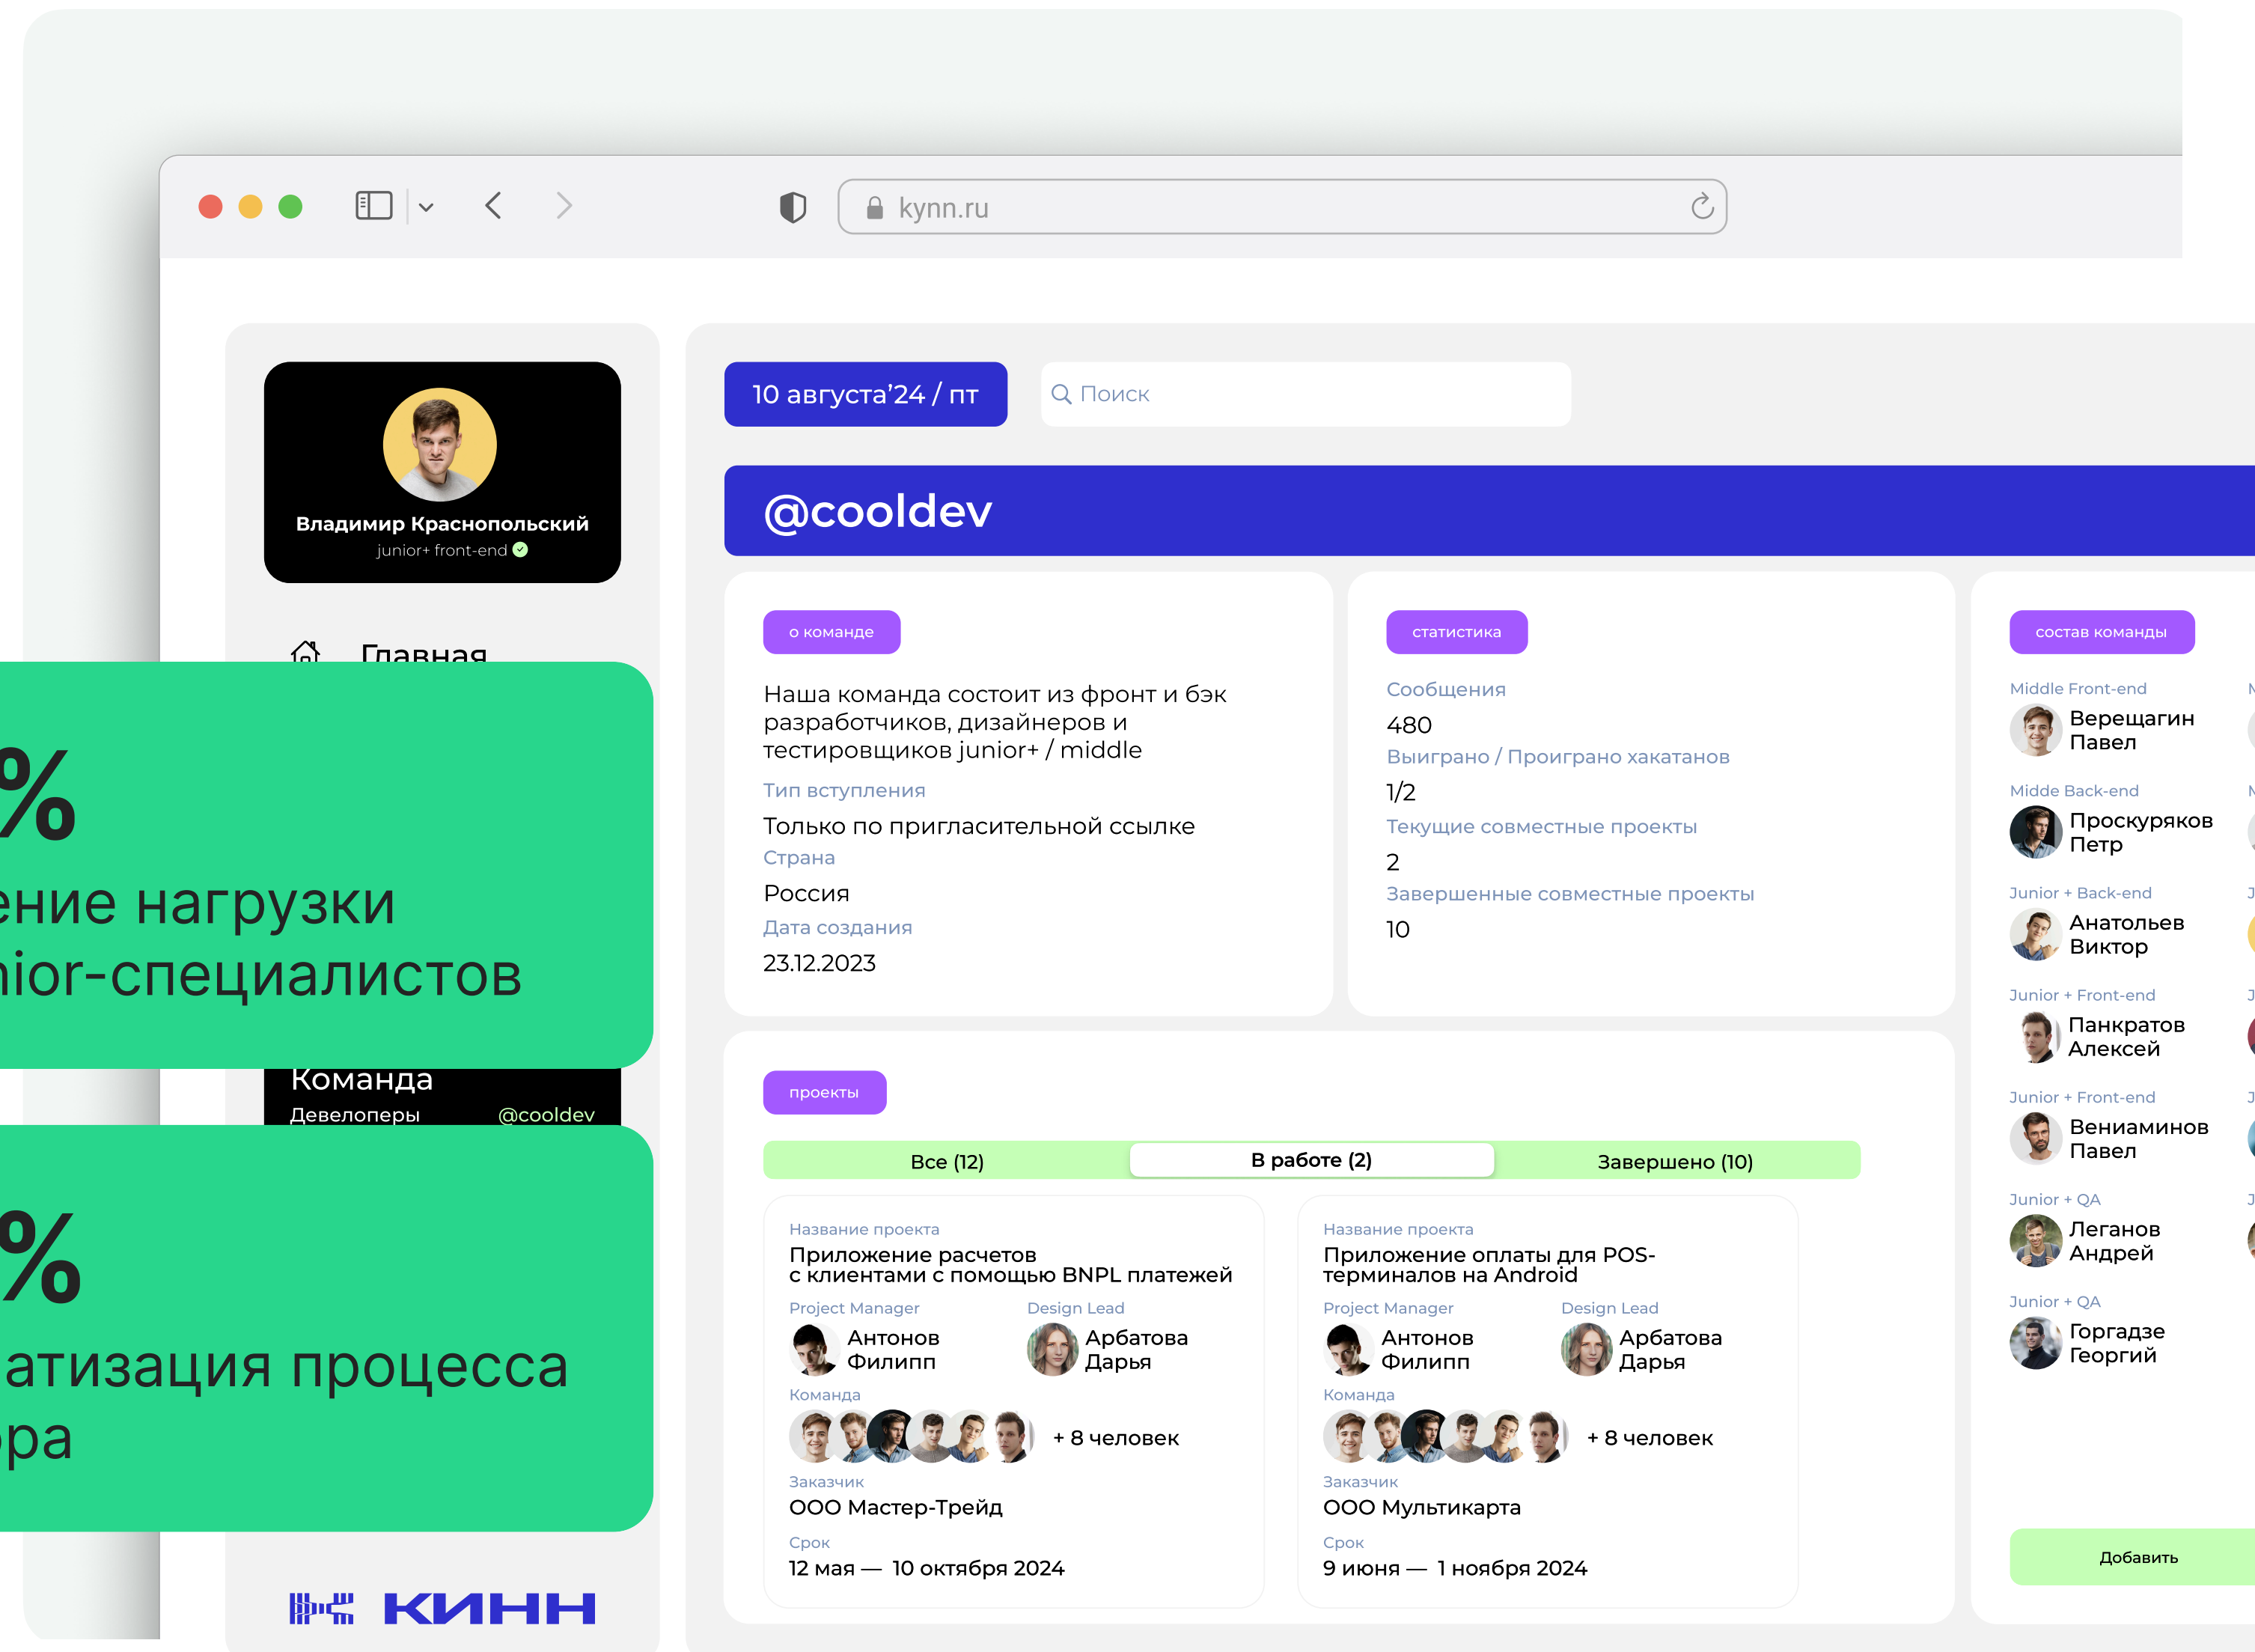 kynn.ru
Владимир Краснопольский
junior+ front-end
Главная
%
нагрузки
-специалистов
Команда
Девелоперы @cooldev
%
процесса
КИНН
10 августа’24 / пт
Поиск
@cooldev
о команде
Наша команда состоит из фронт и бэк
разработчиков, дизайнеров и
тестировщиков junior+ / middle
Тип вступления
Только по пригласительной ссылке
Страна
Россия
Дата создания
23.12.2023
статистика
Сообщения
480
Выиграно / Проиграно хакатанов
1/2
Текущие совместные проекты
2
Завершенные совместные проекты
10
проекты
Все (12) В работе (2) Завершено (10)
Название проекта
Приложение расчетов
с клиентами с помощью BNPL платежей
Project Manager Design Lead
Антонов Арбатова
Филипп Дарья
Команда
+ 8 человек
Заказчик
ООО Мастер-Трейд
Срок
12 мая — 10 октября 2024
Название проекта
Приложение оплаты для POS-
терминалов на Android
Project Manager Design Lead
Антонов Арбатова
Филипп Дарья
Команда
+ 8 человек
Заказчик
ООО Мультикарта
Срок
9 июня — 1 ноября 2024
состав команды
Middle Front-end
Верещагин
Павел
Midde Back-end
Проскуряков
Петр
Junior + Back-end
Анатольев
Виктор
Junior + Front-end
Панкратов
Алексей
Junior + Front-end
Вениаминов
Павел
Junior + QA
Леганов
Андрей
Junior + QA
Горгадзе
Георгий
Добавить